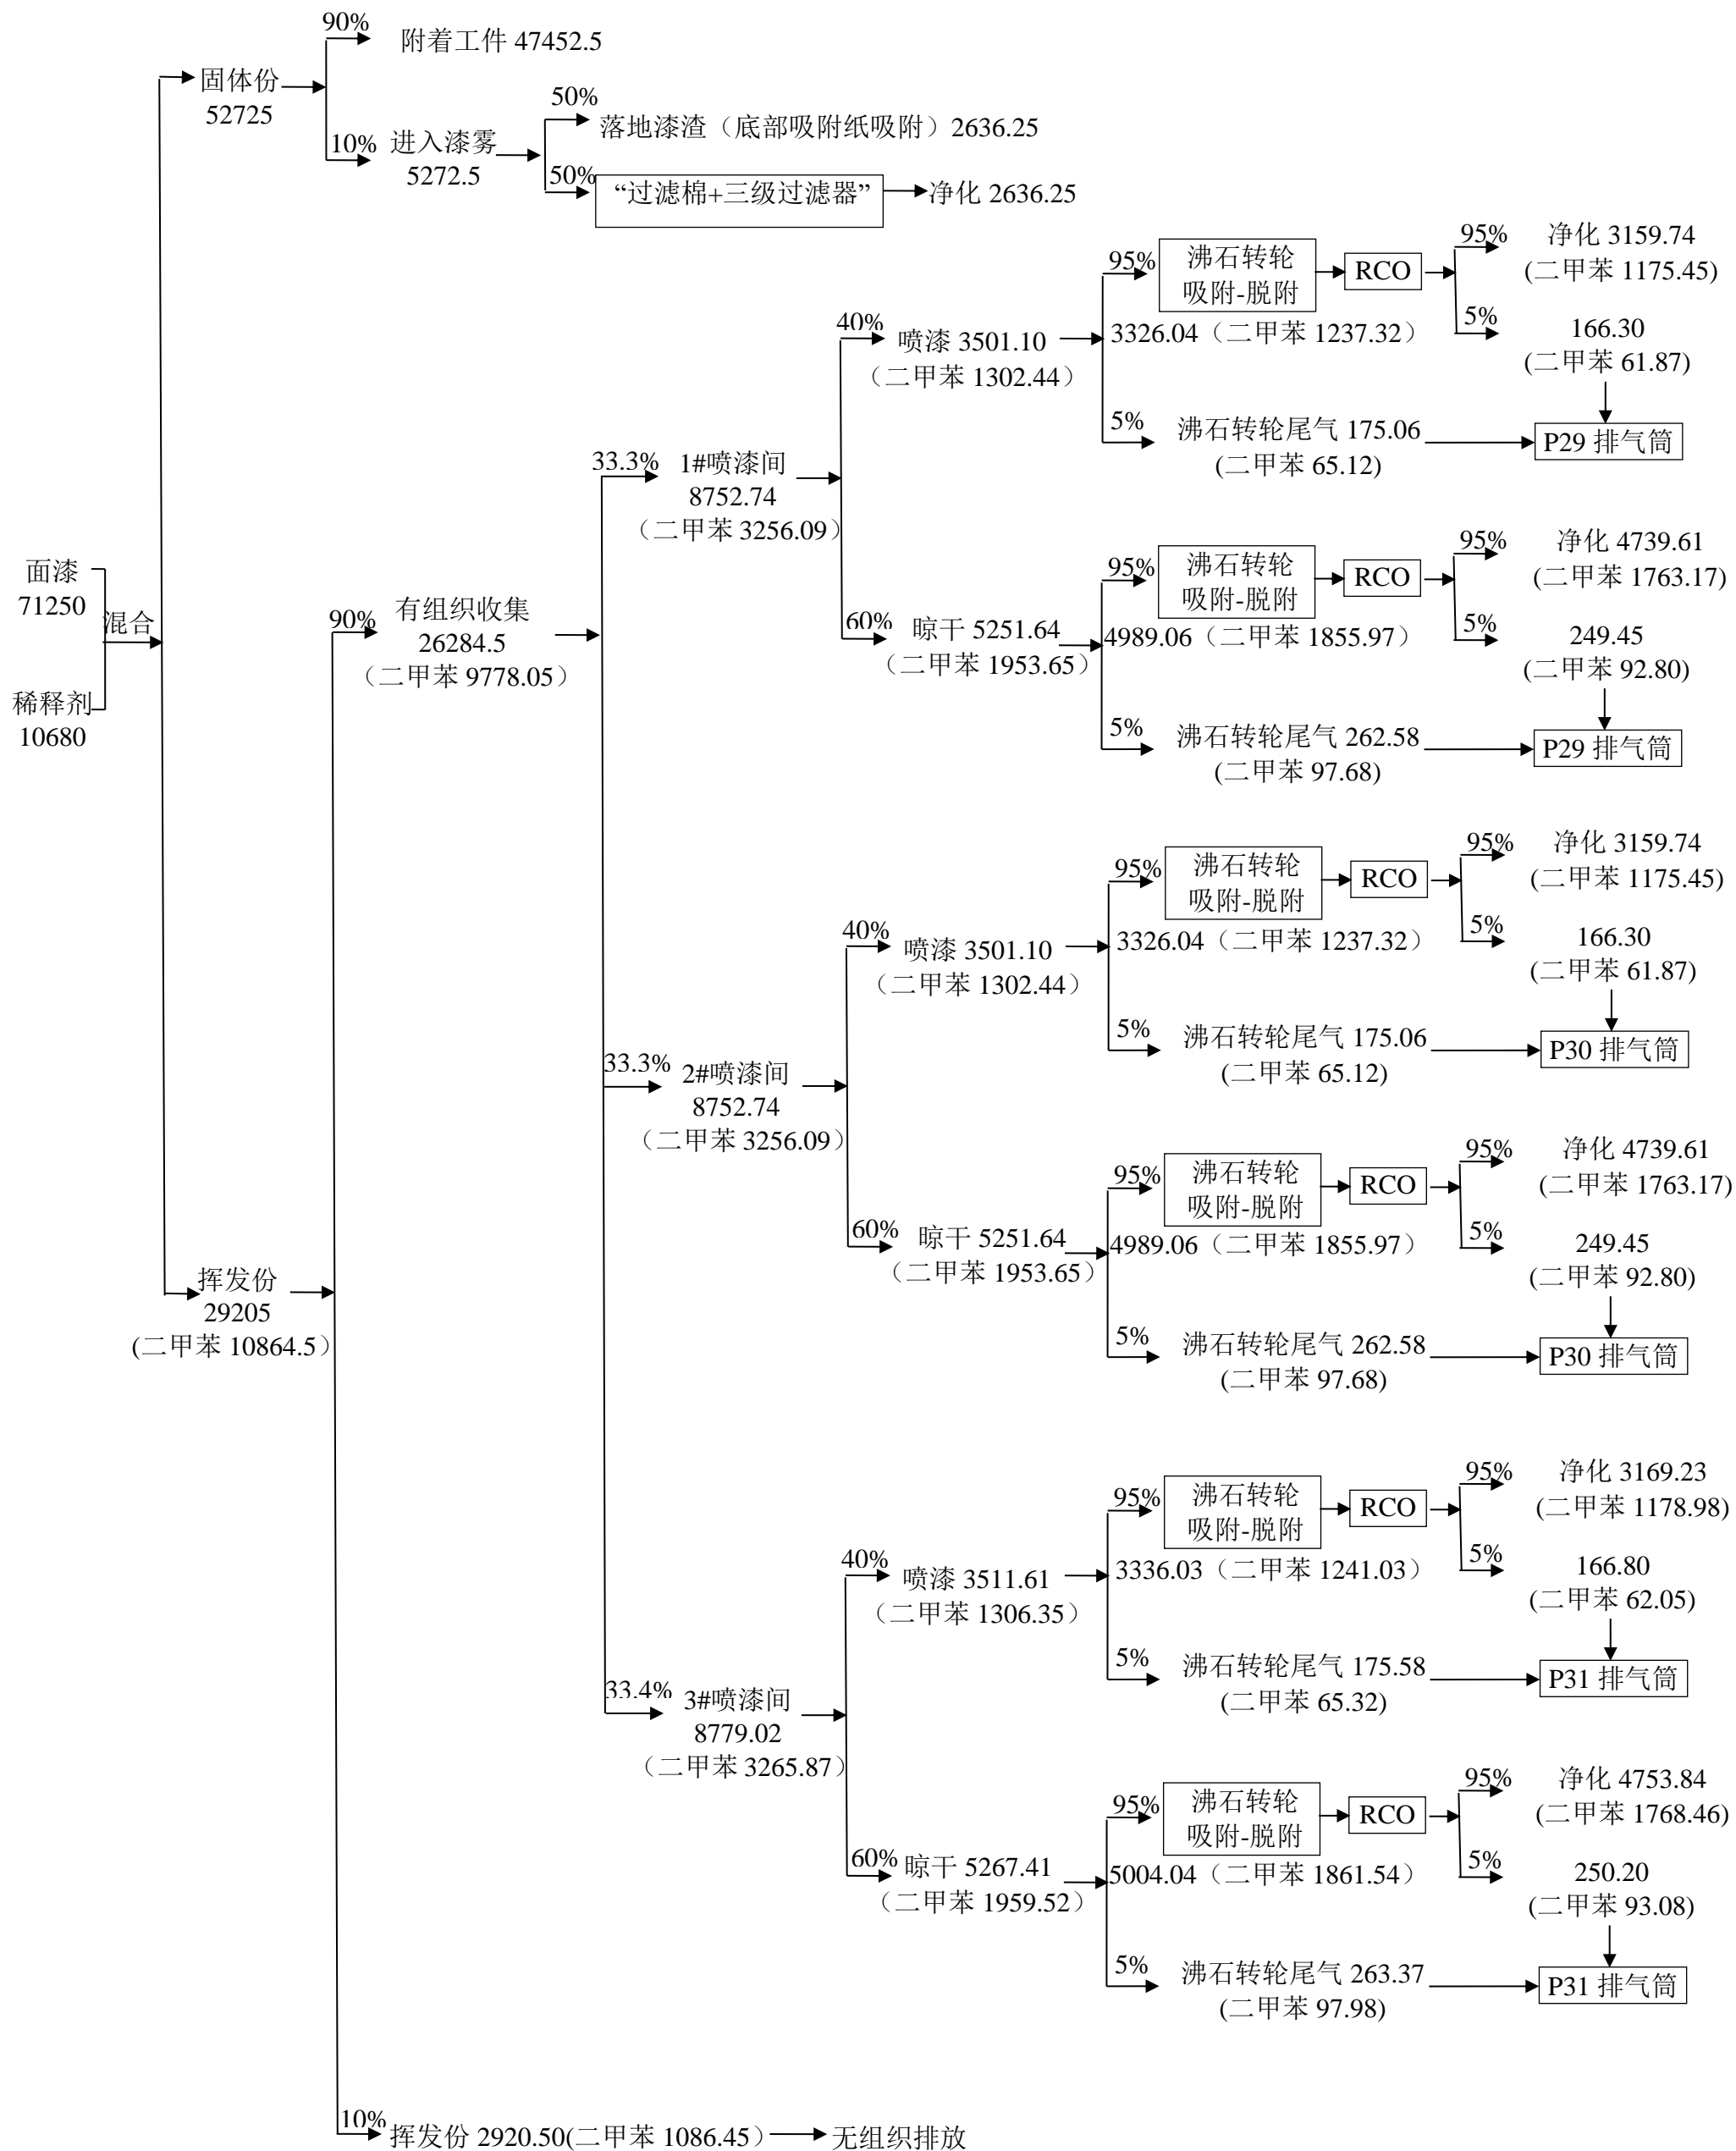 90%
附着工件 47452.5
固体份
52725
10%
进入漆雾
5272.5
50%
落地漆渣（底部吸附纸吸附）2636.25
50%
“过滤棉+三级过滤器”
净化 2636.25
面漆
71250
混合
稀释剂
10680
挥发份
29205
(二甲苯 10864.5）
90%
有组织收集
26284.5
（二甲苯 9778.05）
33.3%
1#喷漆间
8752.74
（二甲苯 3256.09）
40%
喷漆 3501.10
（二甲苯 1302.44）
95%
沸石转轮
吸附-脱附
RCO
3326.04（二甲苯 1237.32）
95%
净化 3159.74
(二甲苯 1175.45)
5%
166.30
(二甲苯 61.87)
5%
沸石转轮尾气 175.06
(二甲苯 65.12)
P29 排气筒
60%
晾干 5251.64
（二甲苯 1953.65）
95%
沸石转轮
吸附-脱附
RCO
4989.06（二甲苯 1855.97）
95%
净化 4739.61
(二甲苯 1763.17)
5%
249.45
(二甲苯 92.80)
5%
沸石转轮尾气 262.58
(二甲苯 97.68)
P29 排气筒
33.3%
2#喷漆间
8752.74
（二甲苯 3256.09）
40%
喷漆 3501.10
（二甲苯 1302.44）
95%
沸石转轮
吸附-脱附
RCO
3326.04（二甲苯 1237.32）
95%
净化 3159.74
(二甲苯 1175.45)
5%
166.30
(二甲苯 61.87)
5%
沸石转轮尾气 175.06
(二甲苯 65.12)
P30 排气筒
60%
晾干 5251.64
（二甲苯 1953.65）
95%
沸石转轮
吸附-脱附
RCO
4989.06（二甲苯 1855.97）
95%
净化 4739.61
(二甲苯 1763.17)
5%
249.45
(二甲苯 92.80)
5%
沸石转轮尾气 262.58
(二甲苯 97.68)
P30 排气筒
33.4%
3#喷漆间
8779.02
（二甲苯 3265.87）
40%
喷漆 3511.61
（二甲苯 1306.35）
95%
沸石转轮
吸附-脱附
RCO
3336.03（二甲苯 1241.03）
95%
净化 3169.23
(二甲苯 1178.98)
5%
166.80
(二甲苯 62.05)
5%
沸石转轮尾气 175.58
(二甲苯 65.32)
P31 排气筒
60%
晾干 5267.41
（二甲苯 1959.52）
95%
沸石转轮
吸附-脱附
RCO
5004.04（二甲苯 1861.54）
95%
净化 4753.84
(二甲苯 1768.46)
5%
250.20
(二甲苯 93.08)
5%
沸石转轮尾气 263.37
(二甲苯 97.98)
P31 排气筒
10%
挥发份 2920.50(二甲苯 1086.45）
无组织排放